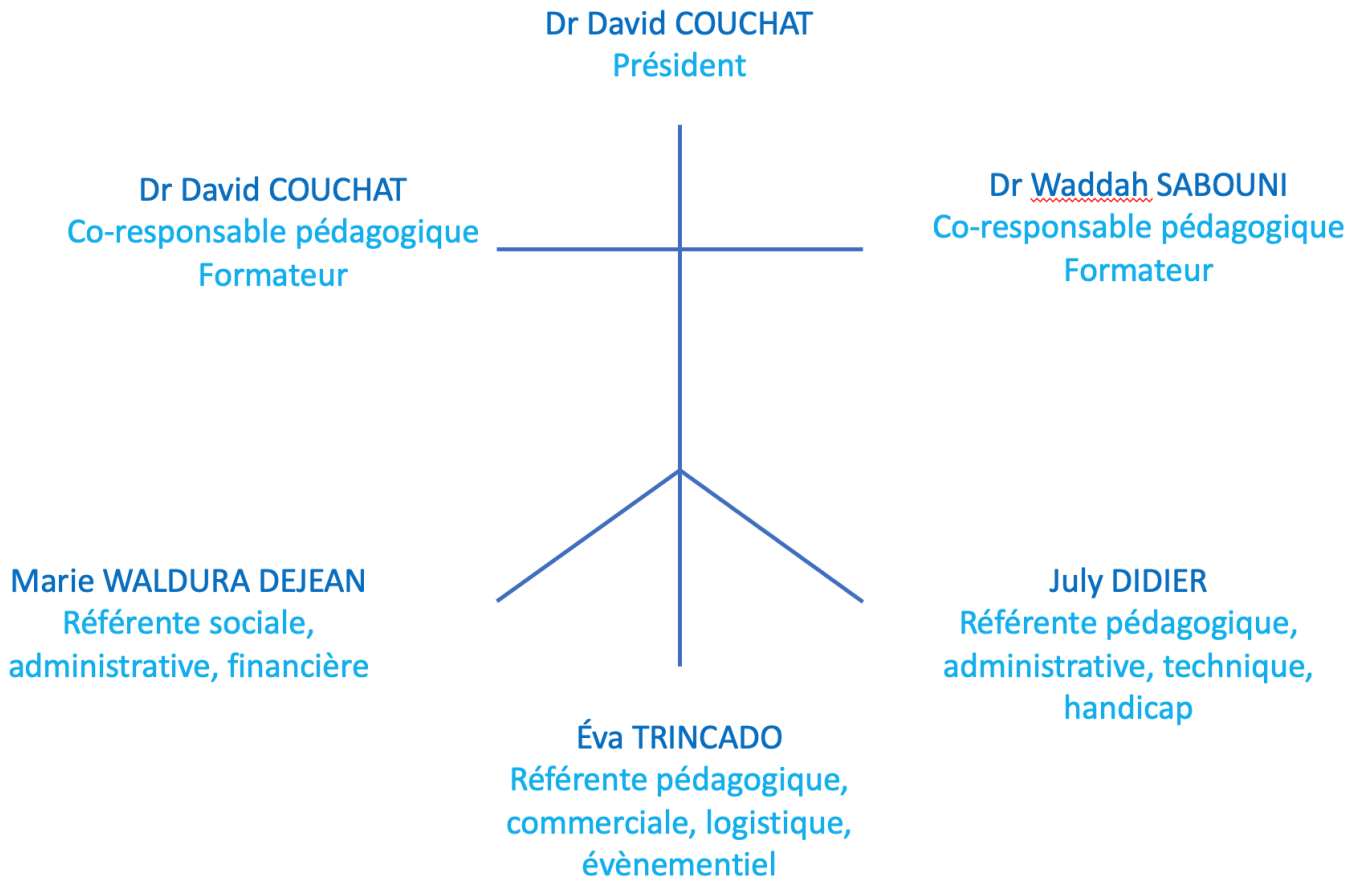 Dr David COUCHAT
Président
Dr David COUCHAT
Co-responsable pédagogique
Formateur
Dr Waddah SABOUNI
Co-responsable pédagogique
Formateur
Marie WALDURA DEJEAN
Référente sociale,
administrative, financière
July DIDIER
Référente pédagogique,
administrative, technique,
handicap
Éva TRINCADO
Référente pédagogique,
commerciale, logistique,
évènementiel